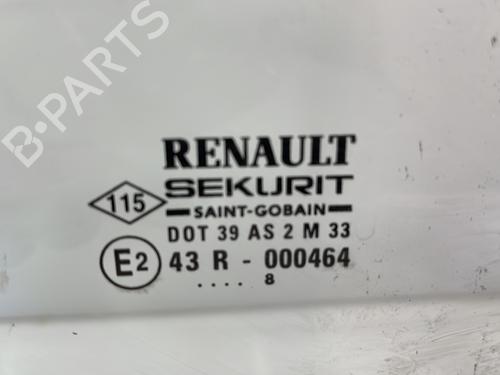 B-PARTS
RENAULT
SEKURIT
SAINT-GOBAIN
115
DOT 39 AS 2 M 33
E2
43 R - 000464
.... 8